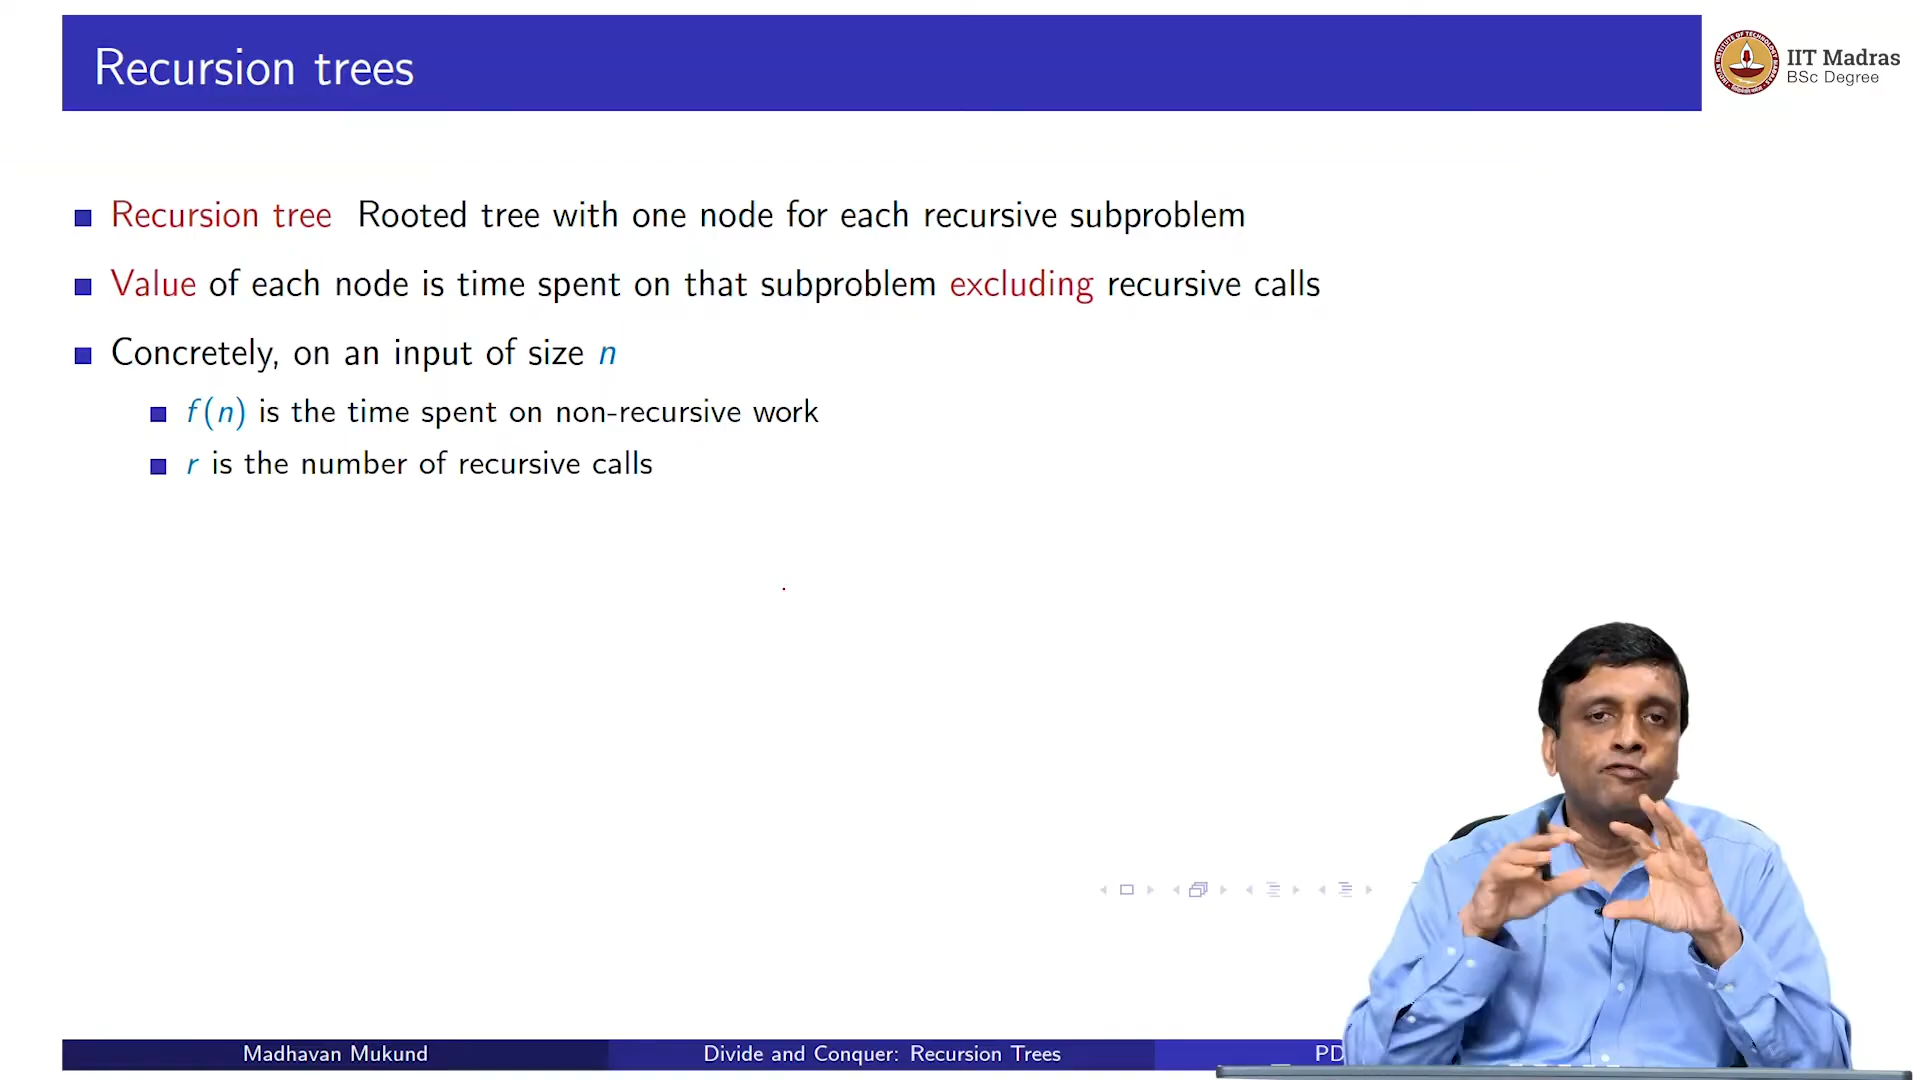 Recursion trees
IIT Madras
BSc Degree
Recursion tree Rooted tree with one node for each recursive subproblem
Value of each node is time spent on that subproblem excluding recursive calls
Concretely, on an input of size n
f(n) is the time spent on non-recursive work
r is the number of recursive calls
Madhavan Mukund
Divide and Conquer: Recursion Trees
PD